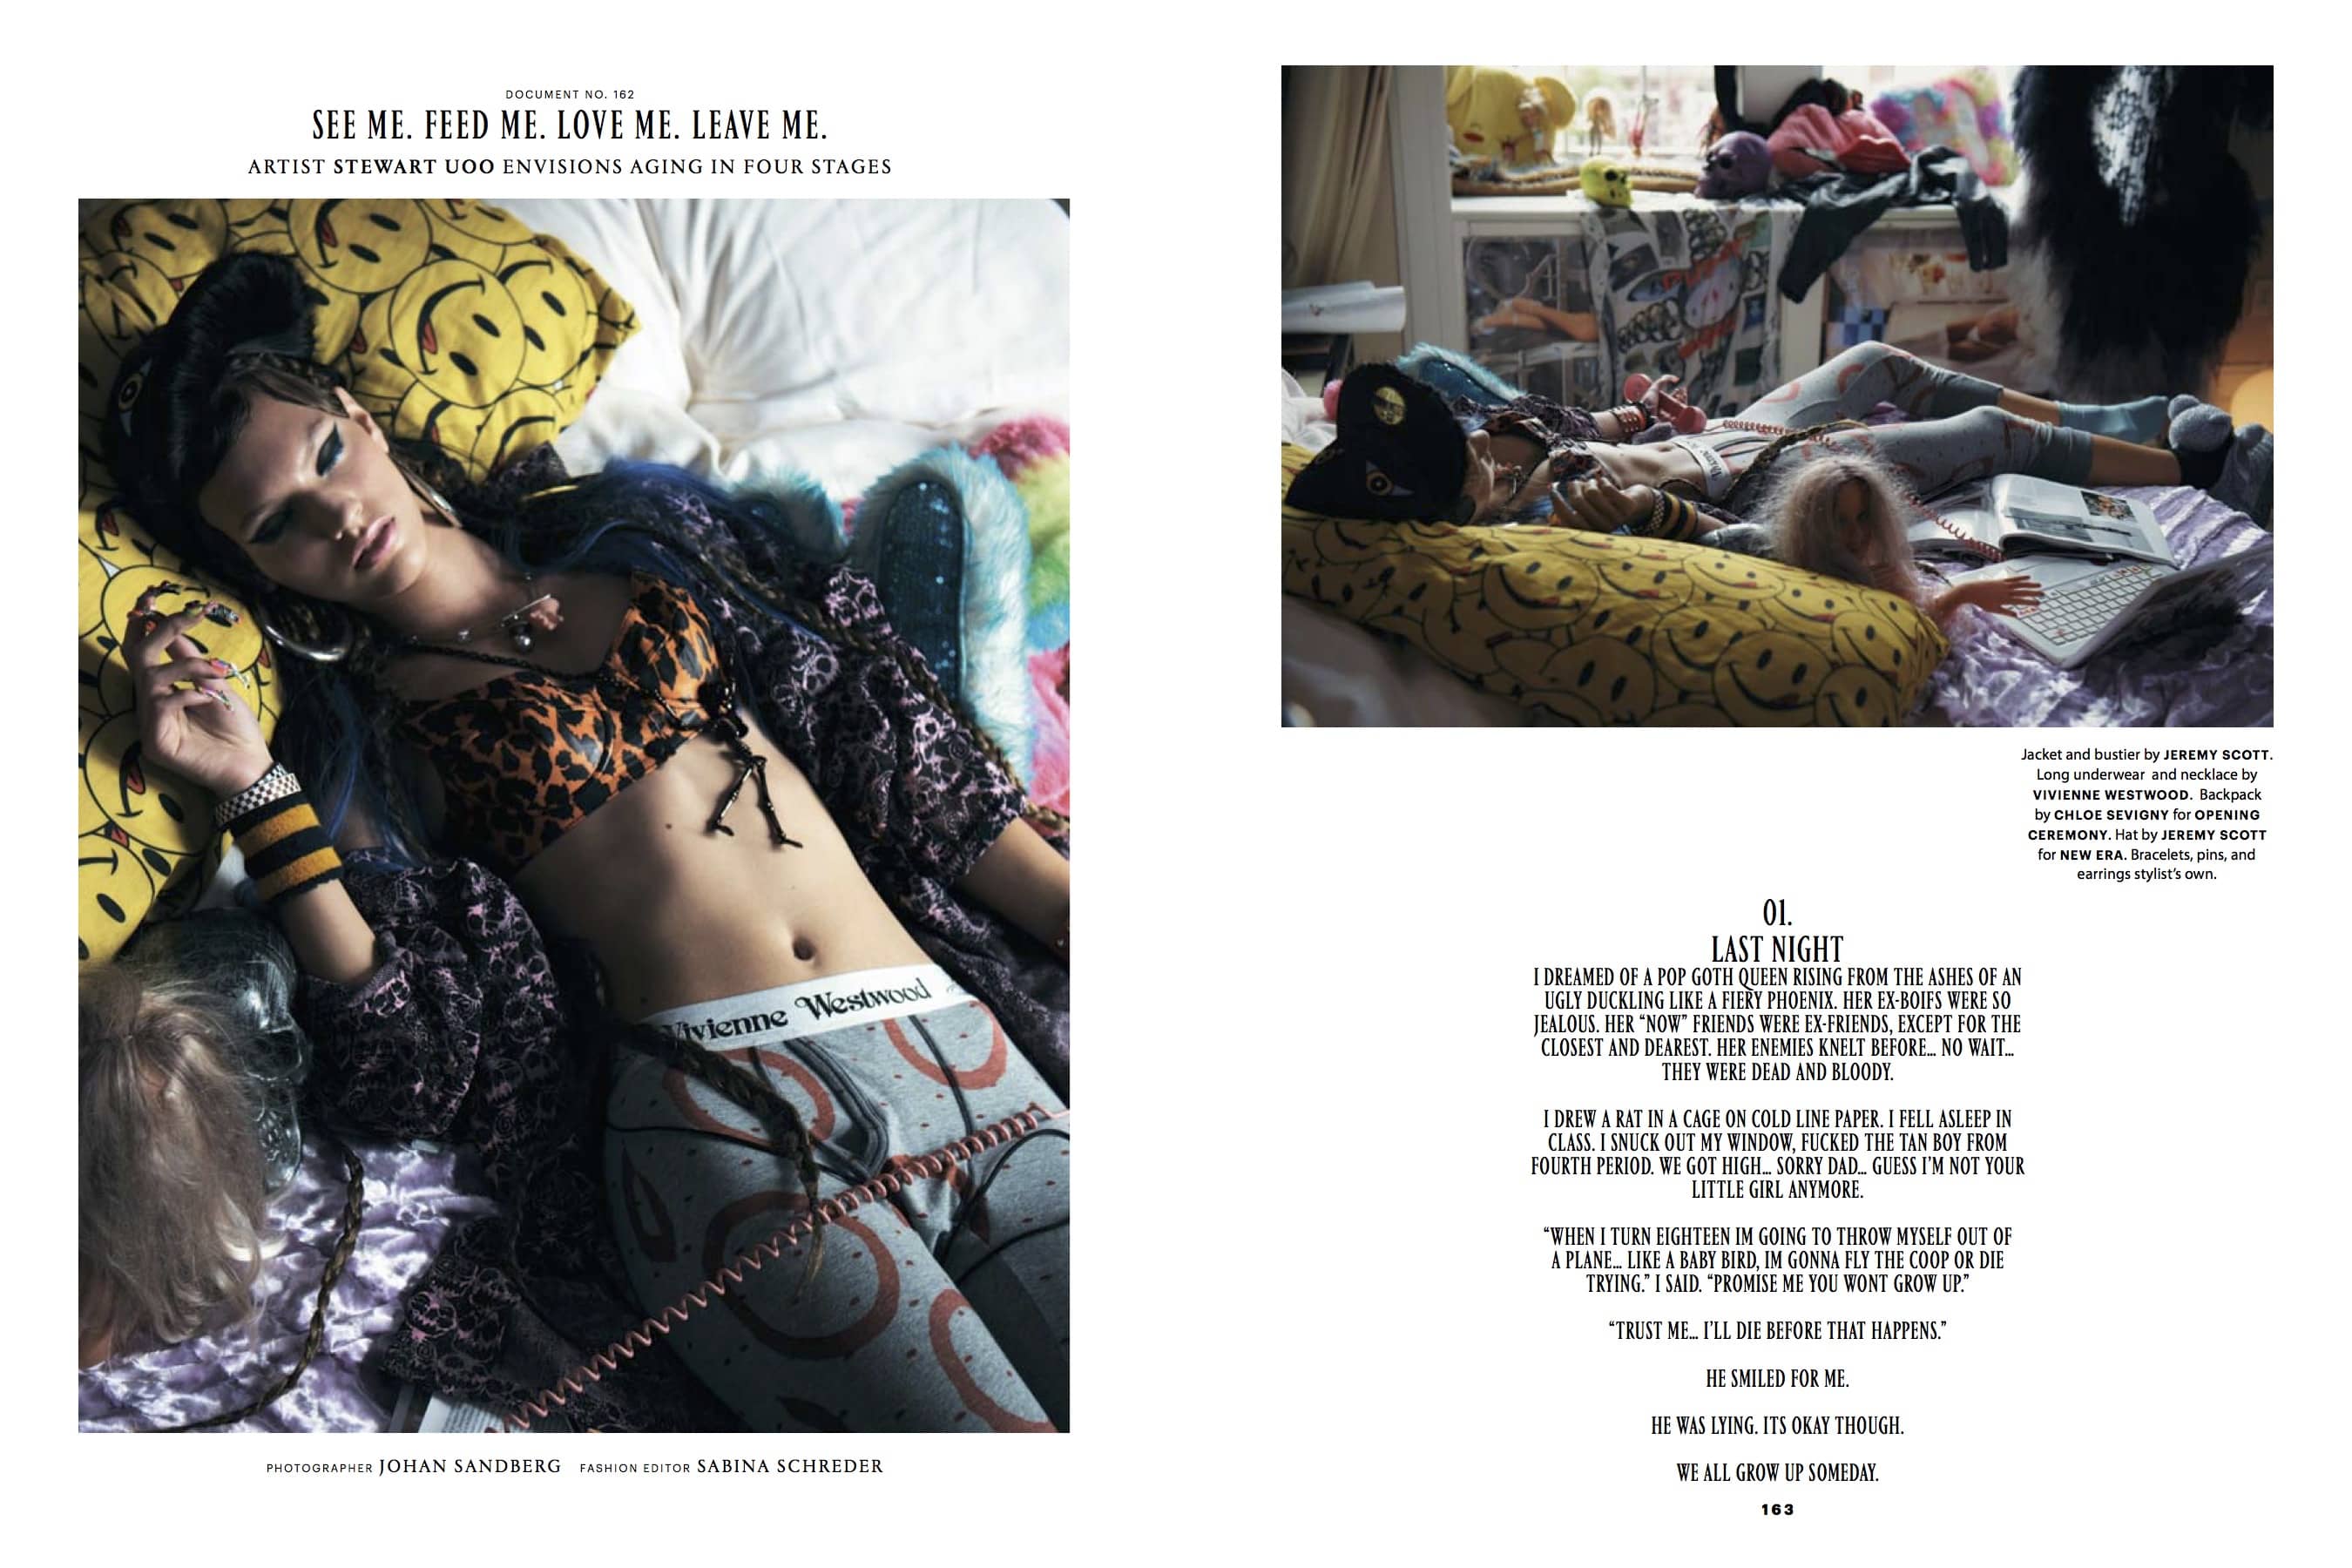 DOCUMENT NO. 162
SEE ME. FEED ME. LOVE ME. LEAVE ME.
ARTIST STEWART UOO ENVISIONS AGING IN FOUR STAGES
Vivienne Westwood
PHOTOGRAPHER JOHAN SANDBERG FASHION EDITOR SABINA SCHREDER
Jacket and bustier by JEREMY SCOTT.
Long underwear and necklace by
VIVIENNE WESTWOOD. Backpack
by CHLOE SEVIGNY for OPENING
CEREMONY. Hat by JEREMY SCOTT
for NEW ERA. Bracelets, pins, and
earrings stylist's own.
01.
LAST NIGHT
I DREAMED OF A POP GOTH QUEEN RISING FROM THE ASHES OF AN
UGLY DUCKLING LIKE A FIERY PHOENIX. HER EX-BOIFS WERE SO
JEALOUS. HER “NOW” FRIENDS WERE EX-FRIENDS, EXCEPT FOR THE
CLOSEST AND DEAREST. HER ENEMIES KNELT BEFORE... NO WAIT...
THEY WERE DEAD AND BLOODY.
I DREW A RAT IN A CAGE ON COLD LINE PAPER. I FELL ASLEEP IN
CLASS. I SNUCK OUT MY WINDOW, FUCKED THE TAN BOY FROM
FOURTH PERIOD. WE GOT HIGH... SORRY DAD... GUESS I'M NOT YOUR
LITTLE GIRL ANYMORE.
“WHEN I TURN EIGHTEEN IM GOING TO THROW MYSELF OUT OF
A PLANE... LIKE A BABY BIRD, IM GONNA FLY THE COOP OR DIE
TRYING.” I SAID. “PROMISE ME YOU WONT GROW UP.”
“TRUST ME... I'LL DIE BEFORE THAT HAPPENS.”
HE SMILED FOR ME.
HE WAS LYING. ITS OKAY THOUGH.
WE ALL GROW UP SOMEDAY.
163